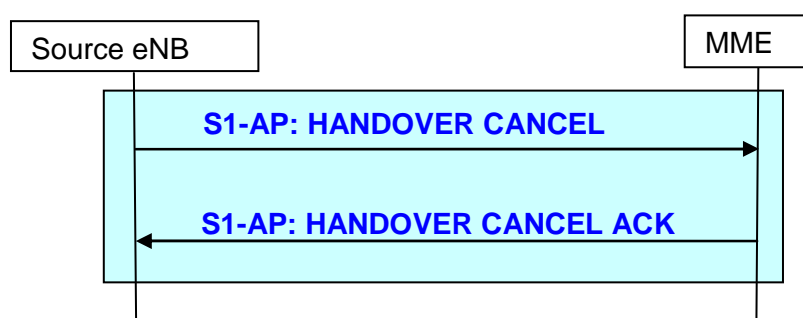 Source eNB
MME
S1-AP: HANDOVER CANCEL
S1-AP: HANDOVER CANCEL ACK